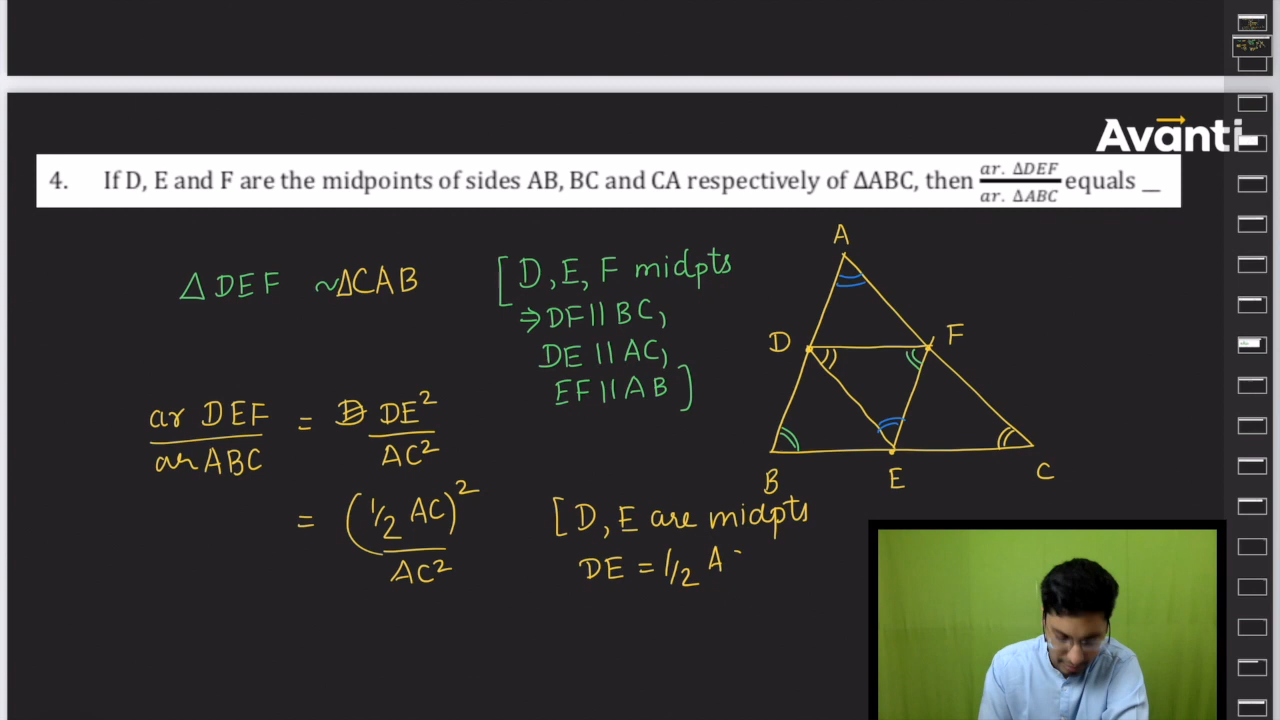 Avanti
4. If D, E and F are the midpoints of sides AB, BC and CA respectively of ΔABC, then ar. ΔDEF / ar. ΔABC equals __
Δ DEF ~ ΔCAB
[D, E, F midpts
⇒ DF || BC,
DE || AC,
EF || AB]
ar DEF / ar ABC = DE² / AC²
= (1/2 AC)² / AC²
[D, E are midpts
DE = 1/2 A
A
D
F
B
E
C